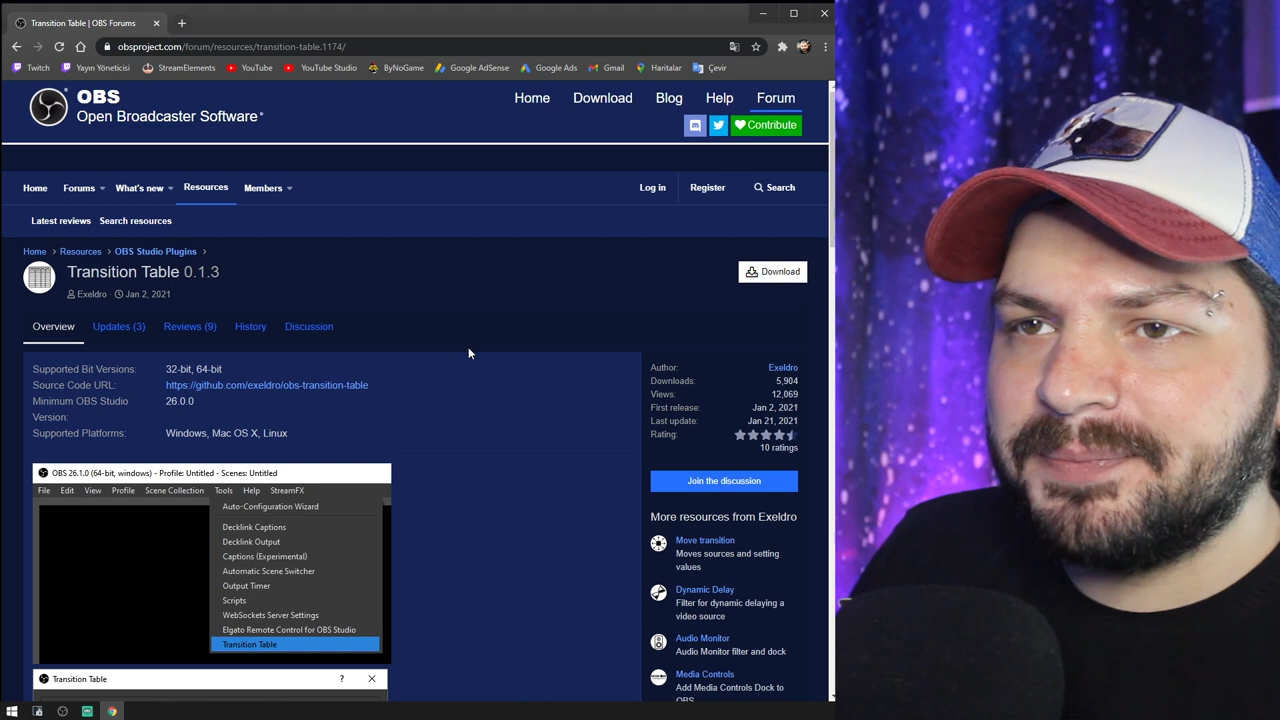 Transition Table | OBS Forums
obsproject.com/forum/resources/transition-table.1174/
Twitch Yayın Yöneticisi StreamElements YouTube YouTube Studio ByNoGame Google AdSense Google Ads Gmail Haritalar Çevir
OBS
Open Broadcaster Software
Home Download Blog Help Forum
Contribute
Home Forums What's new Resources Members Log in Register Search
Latest reviews Search resources
Home > Resources > OBS Studio Plugins >
Transition Table 0.1.3
Download
Exeldro Jan 2, 2021
Overview Updates (3) Reviews (9) History Discussion
Supported Bit Versions: 32-bit, 64-bit
Source Code URL: https://github.com/exeldro/obs-transition-table
Minimum OBS Studio 26.0.0
Version:
Supported Platforms: Windows, Mac OS X, Linux
OBS 26.1.0 (64-bit, windows) - Profile: Untitled - Scenes: Untitled
File Edit View Profile Scene Collection Tools Help StreamFX
Auto-Configuration Wizard
Decklink Captions
Decklink Output
Captions (Experimental)
Automatic Scene Switcher
Output Timer
Scripts
WebSockets Server Settings
Elgato Remote Control for OBS Studio
Transition Table
Transition Table ?
Author: Exeldro
Downloads: 5,904
Views: 12,069
First release: Jan 2, 2021
Last update: Jan 21, 2021
Rating:
10 ratings
Join the discussion
More resources from Exeldro
Move transition
Moves sources and setting
values
Dynamic Delay
Filter for dynamic delaying a
video source
Audio Monitor
Audio Monitor filter and dock
Media Controls
Add Media Controls Dock to
OBS